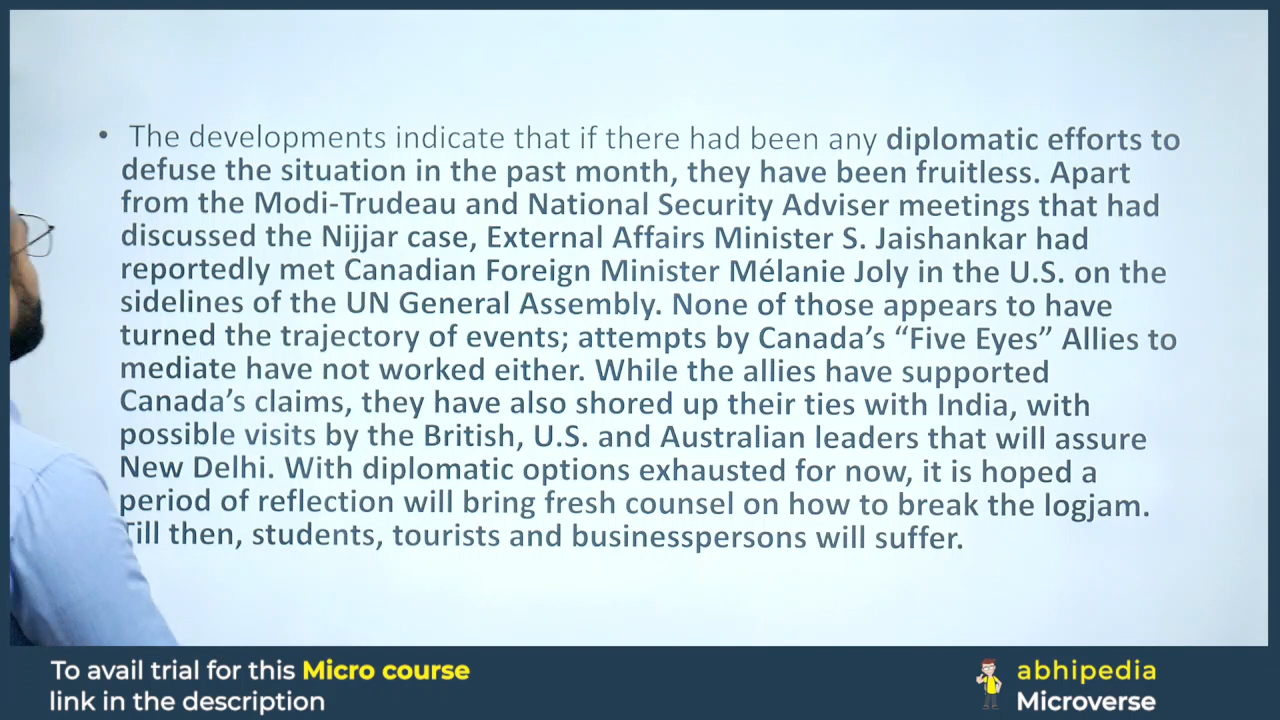 • The developments indicate that if there had been any diplomatic efforts to
defuse the situation in the past month, they have been fruitless. Apart
from the Modi-Trudeau and National Security Adviser meetings that had
discussed the Nijjar case, External Affairs Minister S. Jaishankar had
reportedly met Canadian Foreign Minister Mélanie Joly in the U.S. on the
sidelines of the UN General Assembly. None of those appears to have
turned the trajectory of events; attempts by Canada's “Five Eyes” Allies to
mediate have not worked either. While the allies have supported
Canada's claims, they have also shored up their ties with India, with
possible visits by the British, U.S. and Australian leaders that will assure
New Delhi. With diplomatic options exhausted for now, it is hoped a
period of reflection will bring fresh counsel on how to break the logjam.
Till then, students, tourists and businesspersons will suffer.
To avail trial for this Micro course
link in the description
abhipedia
Microverse